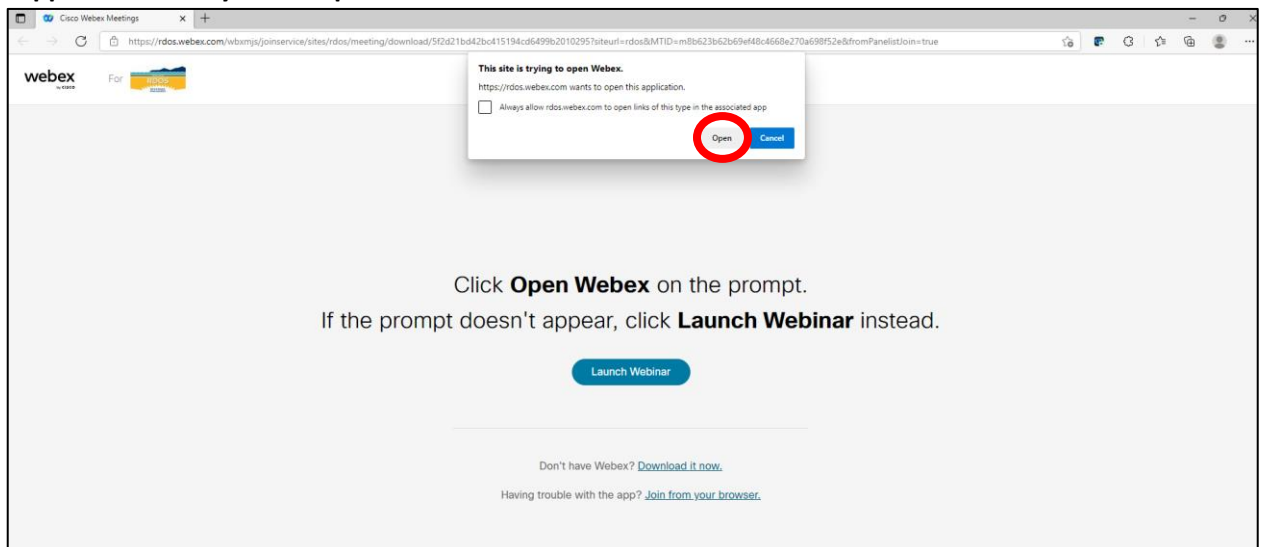 Cisco Webex Meetings
https://rdos.webex.com/wbxmjs/joinservice/sites/rdos/meeting/download/5f2d21bd42bc415194cd6499b2010295?siteurl=rdos&MTID=m8b623b62b69ef48c4668e270a698f52e&fromPanelistJoin=true
webex
by CISCO
For
RDOS
This site is trying to open Webex.
https://rdos.webex.com wants to open this application.
Always allow rdos.webex.com to open links of this type in the associated app
Open
Cancel
Click Open Webex on the prompt.
If the prompt doesn't appear, click Launch Webinar instead.
Launch Webinar
Don't have Webex? Download it now.
Having trouble with the app? Join from your browser.